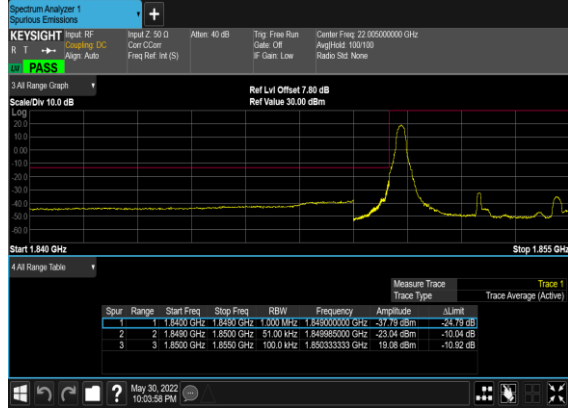 Spectrum Analyzer 1
Spurious Emissions
+
KEYSIGHT Input: RF Input Z: 50 Ω Atten: 40 dB Trig: Free Run Center Freq: 22.005000000 GHz
R T Coupling: DC Corr CCorr Gate: Off Avg|Hold: 100/100
Align: Auto Freq Ref: Int (S) IF Gain: Low Radio Std: None
PASS
3 All Range Graph
Ref Lvl Offset 7.80 dB
Scale/Div 10.0 dB Ref Value 30.00 dBm
Log
20.0
10.0
0.00
-10.0
-20.0
-30.0
-40.0
-50.0
-60.0
Start 1.840 GHz Stop 1.855 GHz
4 All Range Table
Measure Trace Trace 1
Trace Type Trace Average (Active)
Spur Range Start Freq Stop Freq RBW Frequency Amplitude ΔLimit
1 1 1.8400 GHz 1.8490 GHz 1.000 MHz 1.849000000 GHz -37.79 dBm -24.79 dB
2 2 1.8490 GHz 1.8500 GHz 51.00 kHz 1.849985000 GHz -23.04 dBm -10.04 dB
3 3 1.8500 GHz 1.8550 GHz 100.0 kHz 1.850333333 GHz 19.08 dBm -10.92 dB
? May 30, 2022
10:03:58 PM